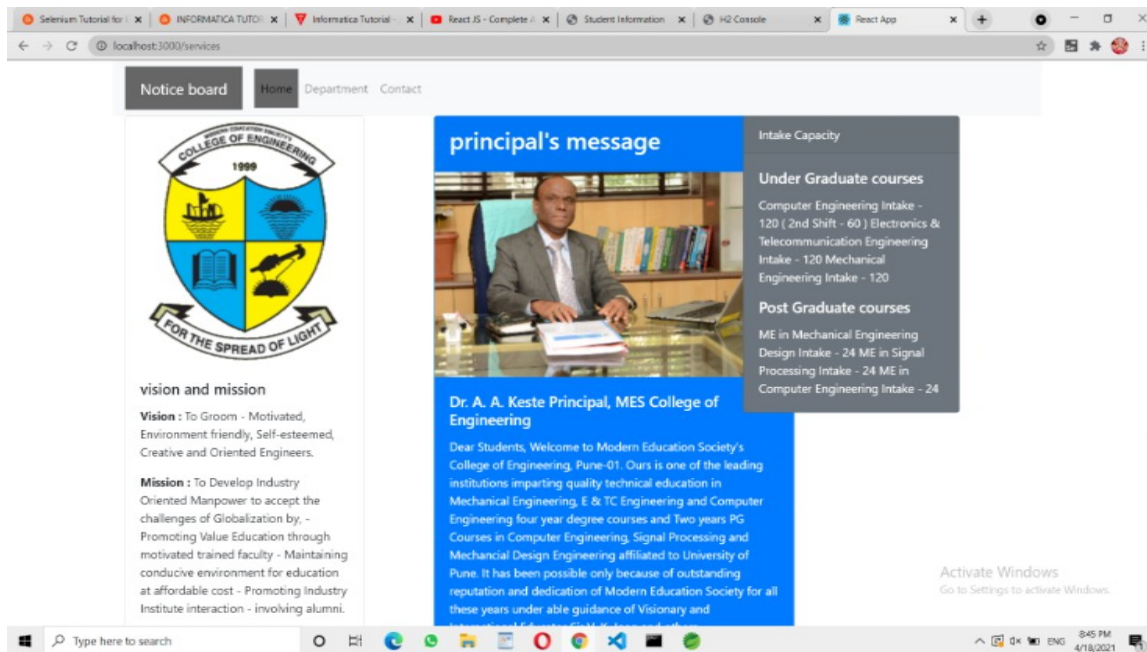 Selenium Tutorial for
INFORMATICA TUTOR
Informatica Tutorial -
React JS - Complete
Student Information
H2 Console
React App
localhost:3000/services
Notice board
Home
Department
Contact
MODERN EDUCATION SOCIETY'S
COLLEGE OF ENGINEERING
1999
FOR THE SPREAD OF LIGHT
vision and mission
Vision : To Groom - Motivated,
Environment friendly, Self-esteemed,
Creative and Oriented Engineers.
Mission : To Develop Industry
Oriented Manpower to accept the
challenges of Globalization by, -
Promoting Value Education through
motivated trained faculty - Maintaining
conducive environment for education
at affordable cost - Promoting Industry
Institute interaction - involving alumni.
principal's message
Dr. A. A. Keste Principal, MES College of
Engineering
Dear Students, Welcome to Modern Education Society's
College of Engineering, Pune-01. Ours is one of the leading
institutions imparting quality technical education in
Mechanical Engineering, E & TC Engineering and Computer
Engineering four year degree courses and Two years PG
Courses in Computer Engineering, Signal Processing and
Mechancial Design Engineering affiliated to University of
Pune. It has been possible only because of outstanding
reputation and dedication of Modern Education Society for all
these years under able guidance of Visionary and
Intake Capacity
Under Graduate courses
Computer Engineering Intake -
120 ( 2nd Shift - 60 ) Electronics &
Telecommunication Engineering
Intake - 120 Mechanical
Engineering Intake - 120
Post Graduate courses
ME in Mechanical Engineering
Design Intake - 24 ME in Signal
Processing Intake - 24 ME in
Computer Engineering Intake - 24
Activate Windows
Go to Settings to activate Windows.
Type here to search
ENG
8:45 PM
4/18/2021